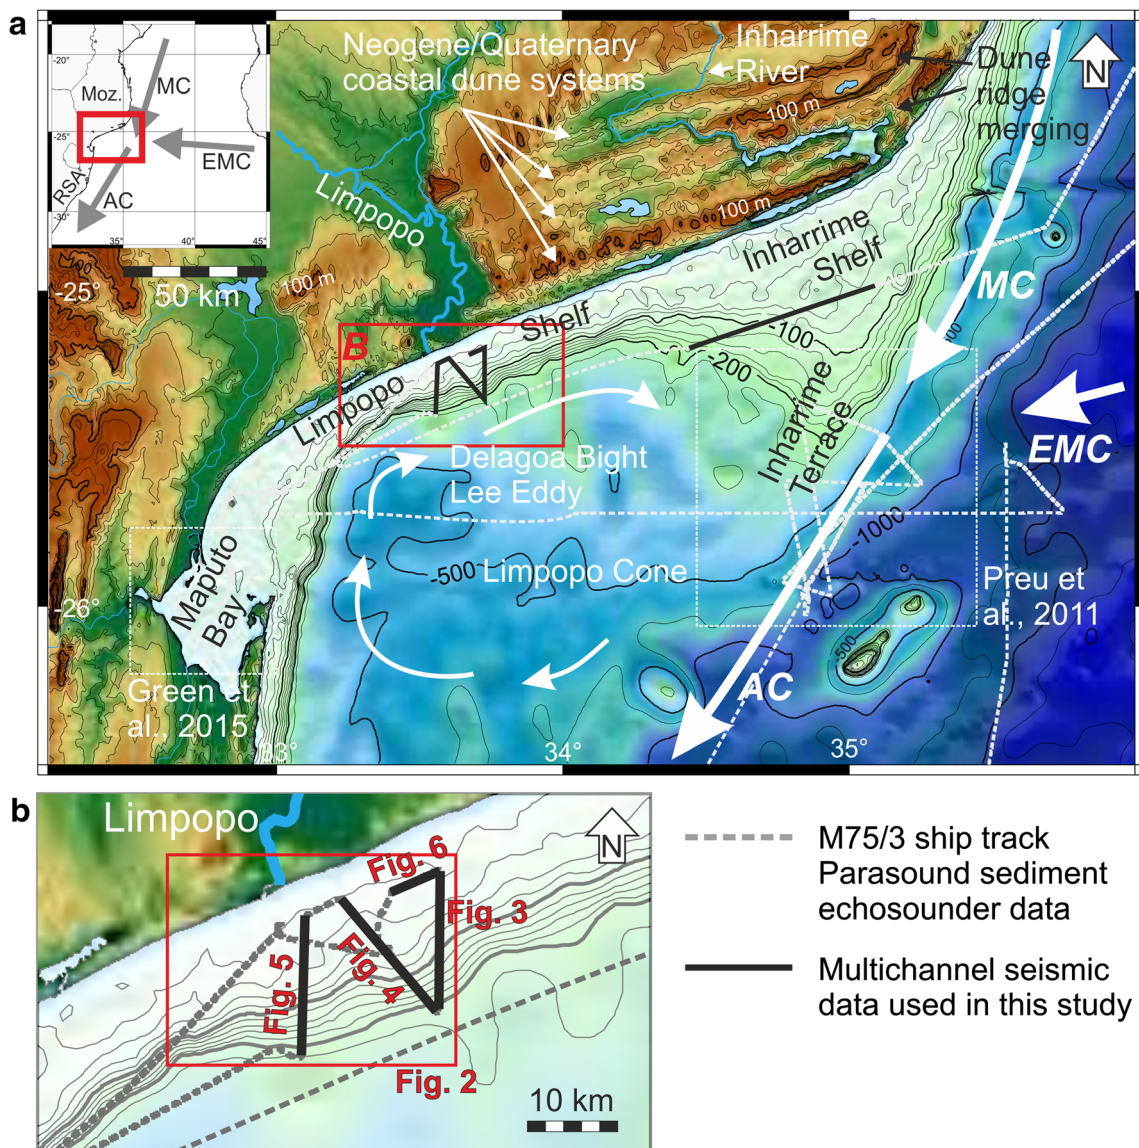 a
-20°
-25°
-30°
35°
40°
45°
Moz.
MC
EMC
AC
RSA
50 km
Neogene/Quaternary
coastal dune systems
Inharrime
River
Dune
ridge
merging
N
100 m
100 m
100 m
Limpopo
-25°
-26°
33°
34°
35°
Inharrime
Shelf
Limpopo
Shelf
B
-100
-200
MC
EMC
AC
Inharrime
Terrace
Delagoa Bight
Lee Eddy
-500
Limpopo Cone
-1000
-500
Maputo
Bay
Green et
al., 2015
Preu et
al., 2011
b
Limpopo
N
Fig. 6
Fig. 3
Fig. 4
Fig. 5
Fig. 2
10 km
M75/3 ship track
Parasound sediment
echosounder data
Multichannel seismic
data used in this study